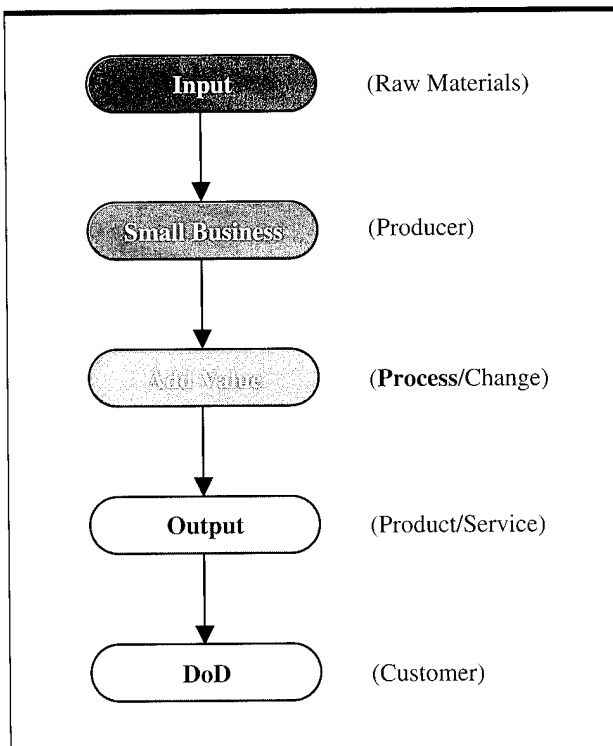 Input (Raw Materials)
Small Business (Producer)
Add Value (Process/Change)
Output (Product/Service)
DoD (Customer)